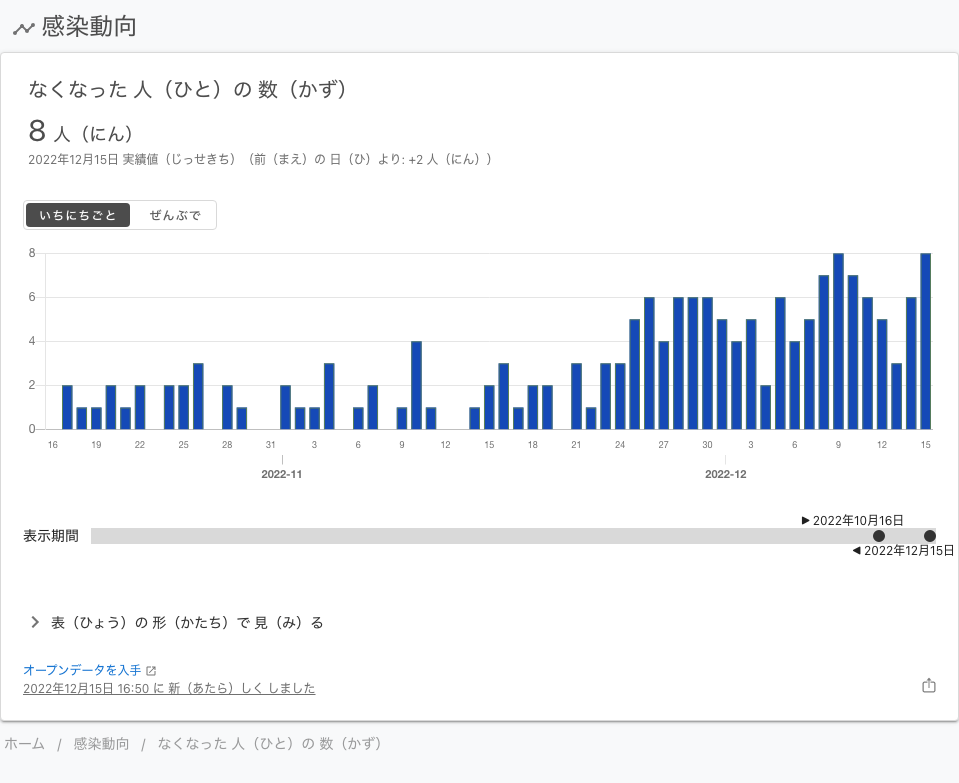 感染動向
なくなった 人（ひと）の 数（かず）
8 人（にん）
2022年12月15日 実績値（じっせきち）（前（まえ）の 日（ひ）より: +2 人（にん））
いちにちごと ぜんぶで
8
6
4
2
0
16 19 22 25 28 31 3 6 9 12 15 18 21 24 27 30 3 6 9 12 15
2022-11 2022-12
2022年10月16日
表示期間
2022年12月15日
表（ひょう）の 形（かたち）で 見（み）る
オープンデータを入手
2022年12月15日 16:50 に 新（あたら）しく しました
ホーム / 感染動向 / なくなった 人（ひと）の 数（かず）